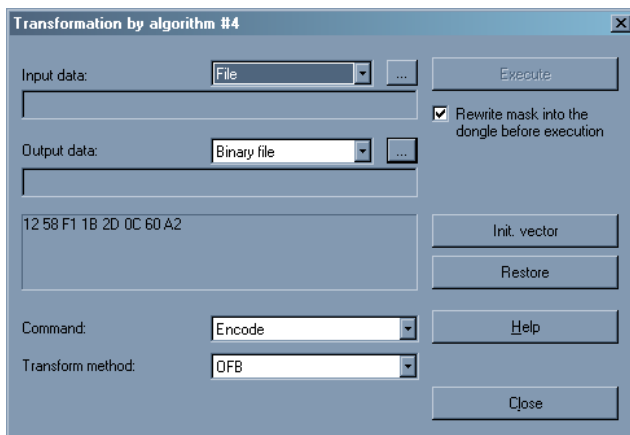 Transformation by algorithm #4
Input data:
File
...
Execute
Rewrite mask into the
dongle before execution
Output data:
Binary file
...
12 58 F1 1B 2D 0C 60 A2
Init. vector
Restore
Command:
Encode
Help
Transform method:
OFB
Close